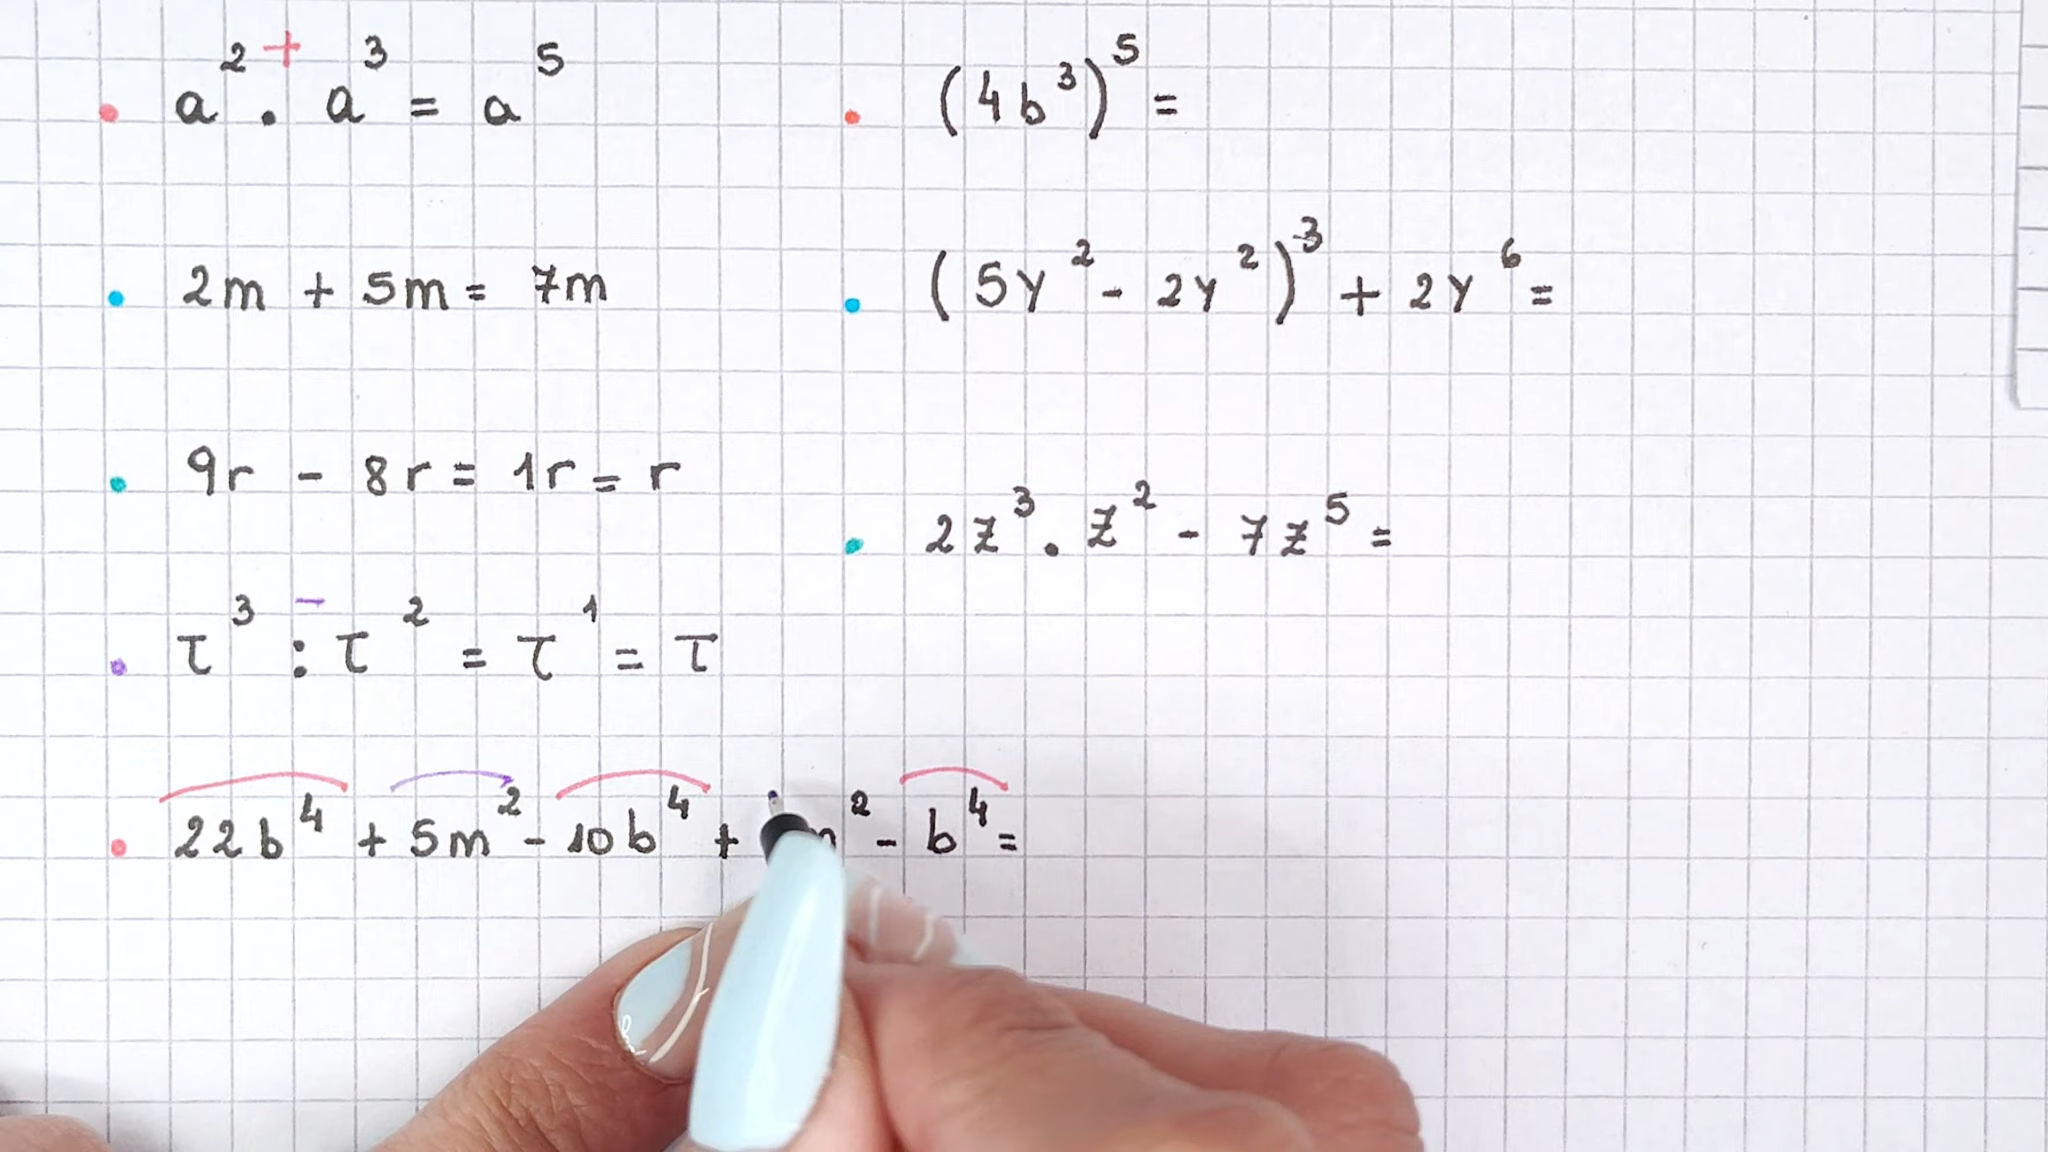 a² · a³ = a⁵
+
2m + 5m = 7m
9r - 8r = 1r = r
τ³ : τ² = τ¹ = τ
-
22b⁴ + 5m² - 10b⁴ + m² - b⁴ =
(4b³)⁵ =
(5y² - 2y²)³ + 2y⁶ =
2z³ · z² - 7z⁵ =